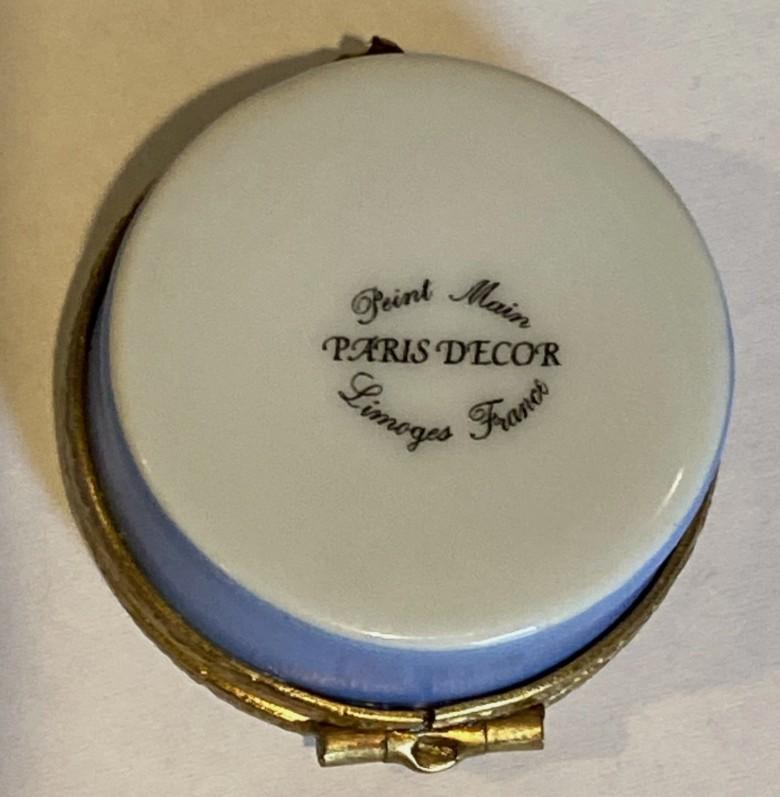 Peint Main
PARIS DECOR
Limoges France